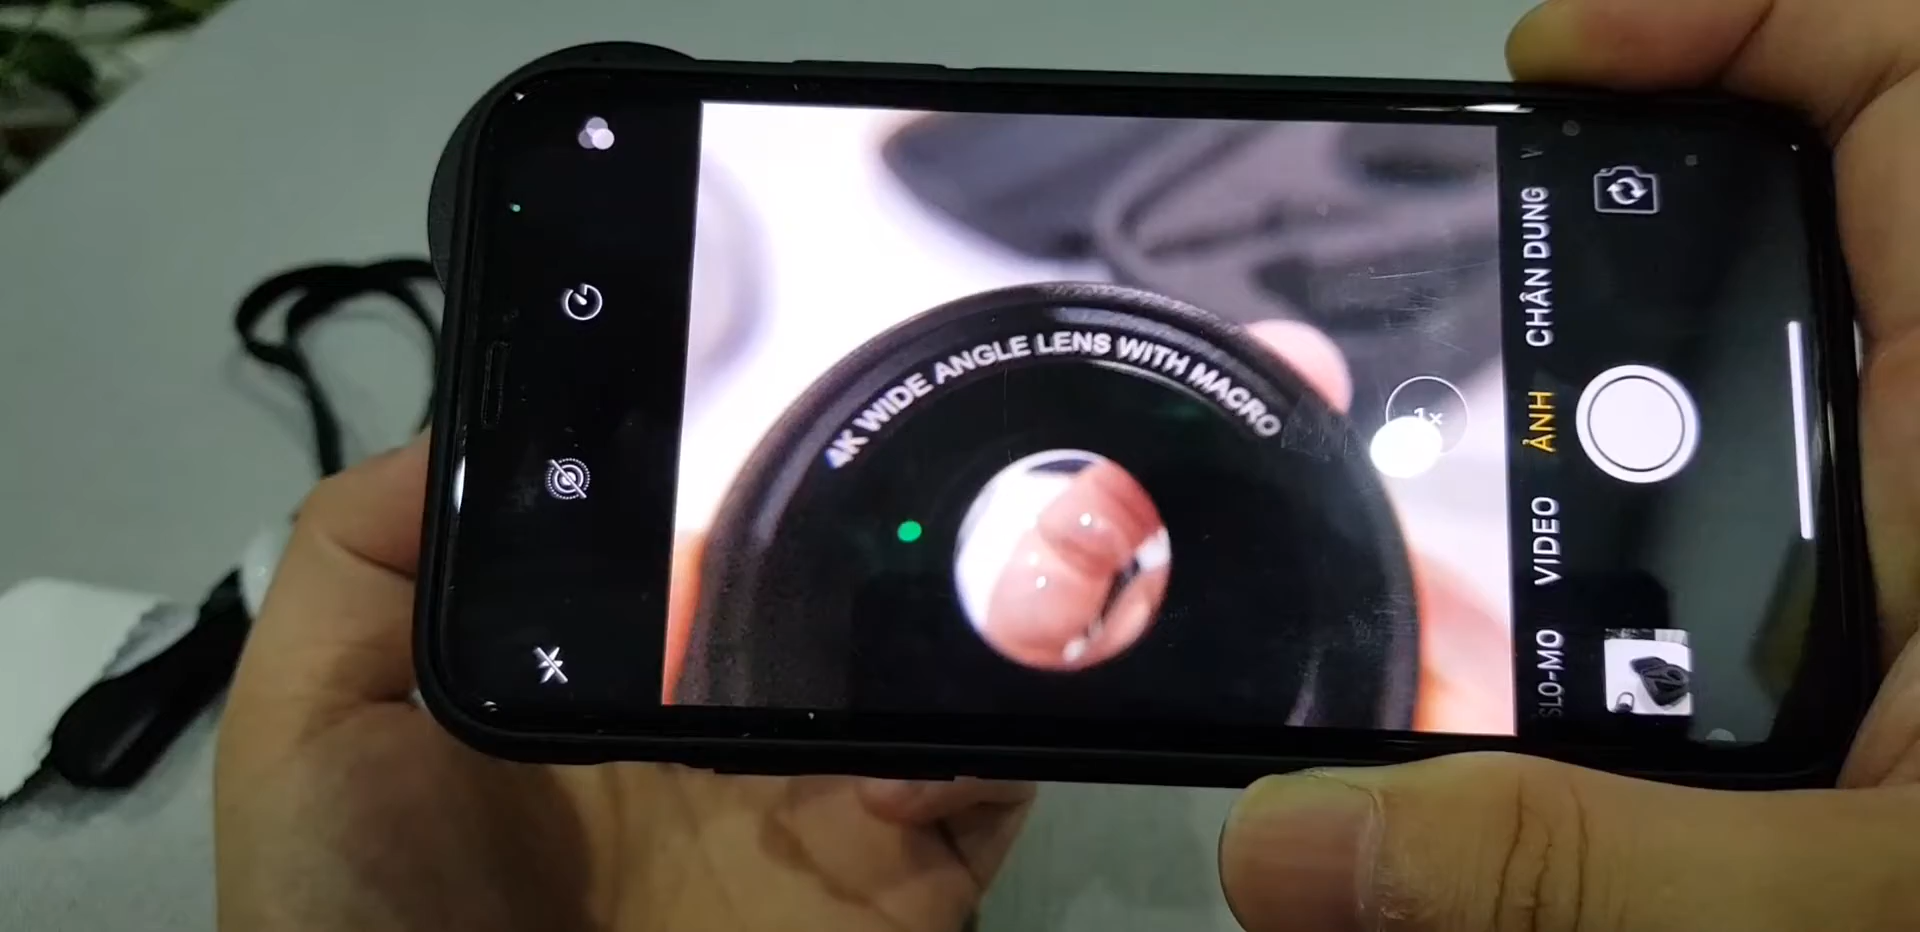 4K WIDE ANGLE LENS WITH MACRO
1x
CHÂN DUNG
ẢNH
VIDEO
SLO-MO